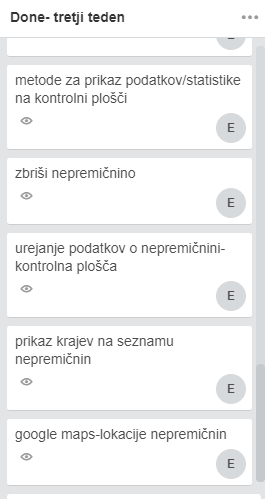 Done- tretji teden
E
metode za prikaz podatkov/statistike
na kontrolni plošči
E
zbriši nepremičnino
E
urejanje podatkov o nepremičnini-
kontrolna plošča
E
prikaz krajev na seznamu
nepremičnin
E
google maps-lokacije nepremičnin
E